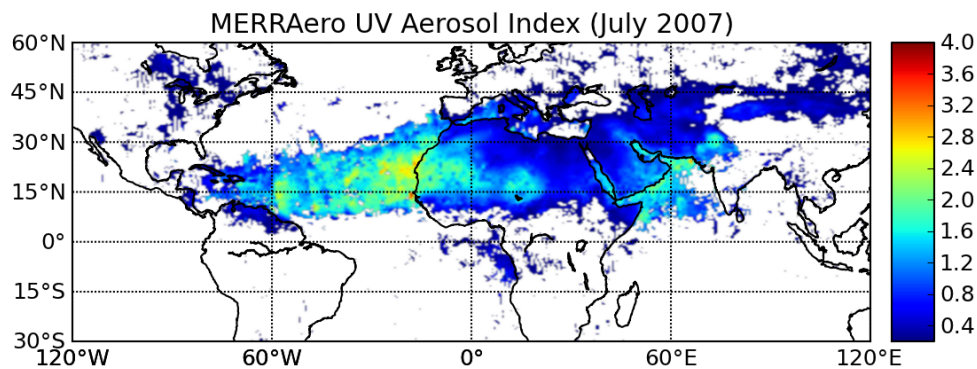 MERRAero UV Aerosol Index (July 2007)
60°N
45°N
30°N
15°N
0°
15°S
30°S
120°W
60°W
0°
60°E
120°E
4.0
3.6
3.2
2.8
2.4
2.0
1.6
1.2
0.8
0.4